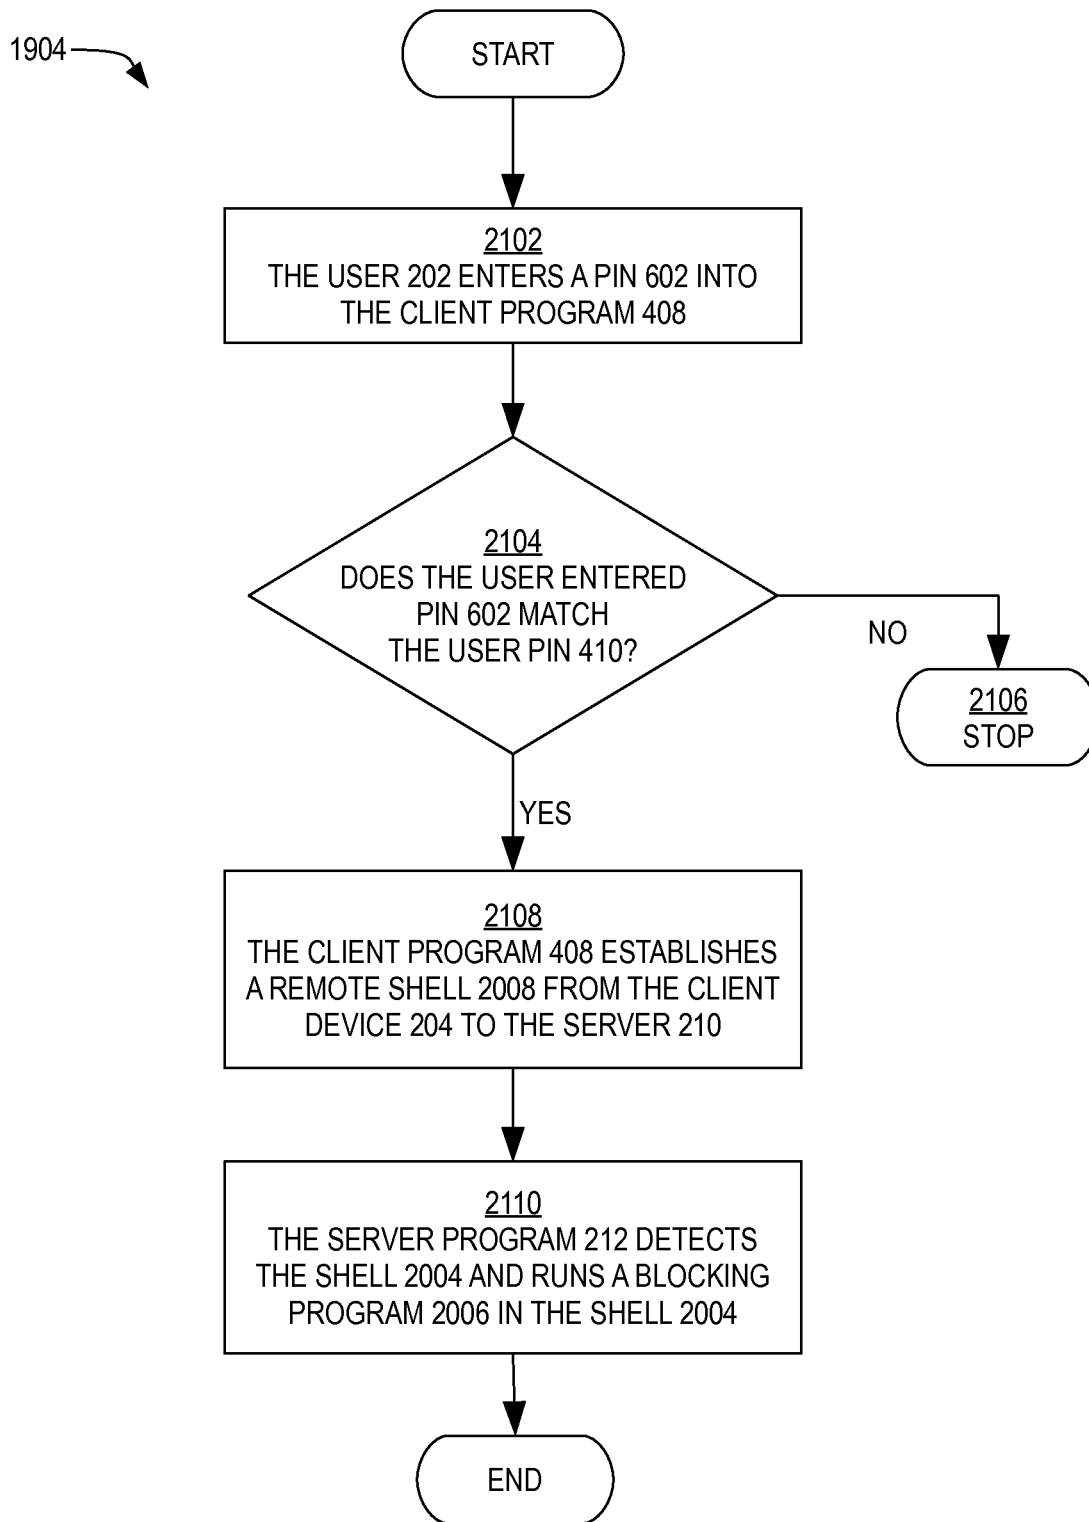 1904
START
2102
THE USER 202 ENTERS A PIN 602 INTO
THE CLIENT PROGRAM 408
2104
DOES THE USER ENTERED
PIN 602 MATCH
THE USER PIN 410?
NO
2106
STOP
YES
2108
THE CLIENT PROGRAM 408 ESTABLISHES
A REMOTE SHELL 2008 FROM THE CLIENT
DEVICE 204 TO THE SERVER 210
2110
THE SERVER PROGRAM 212 DETECTS
THE SHELL 2004 AND RUNS A BLOCKING
PROGRAM 2006 IN THE SHELL 2004
END